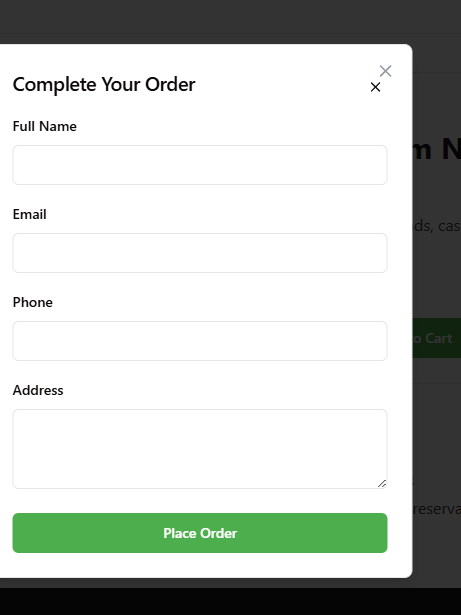 Complete Your Order
Full Name
m N
Email
ds, cas
Phone
o Cart
Address
reserva
Place Order